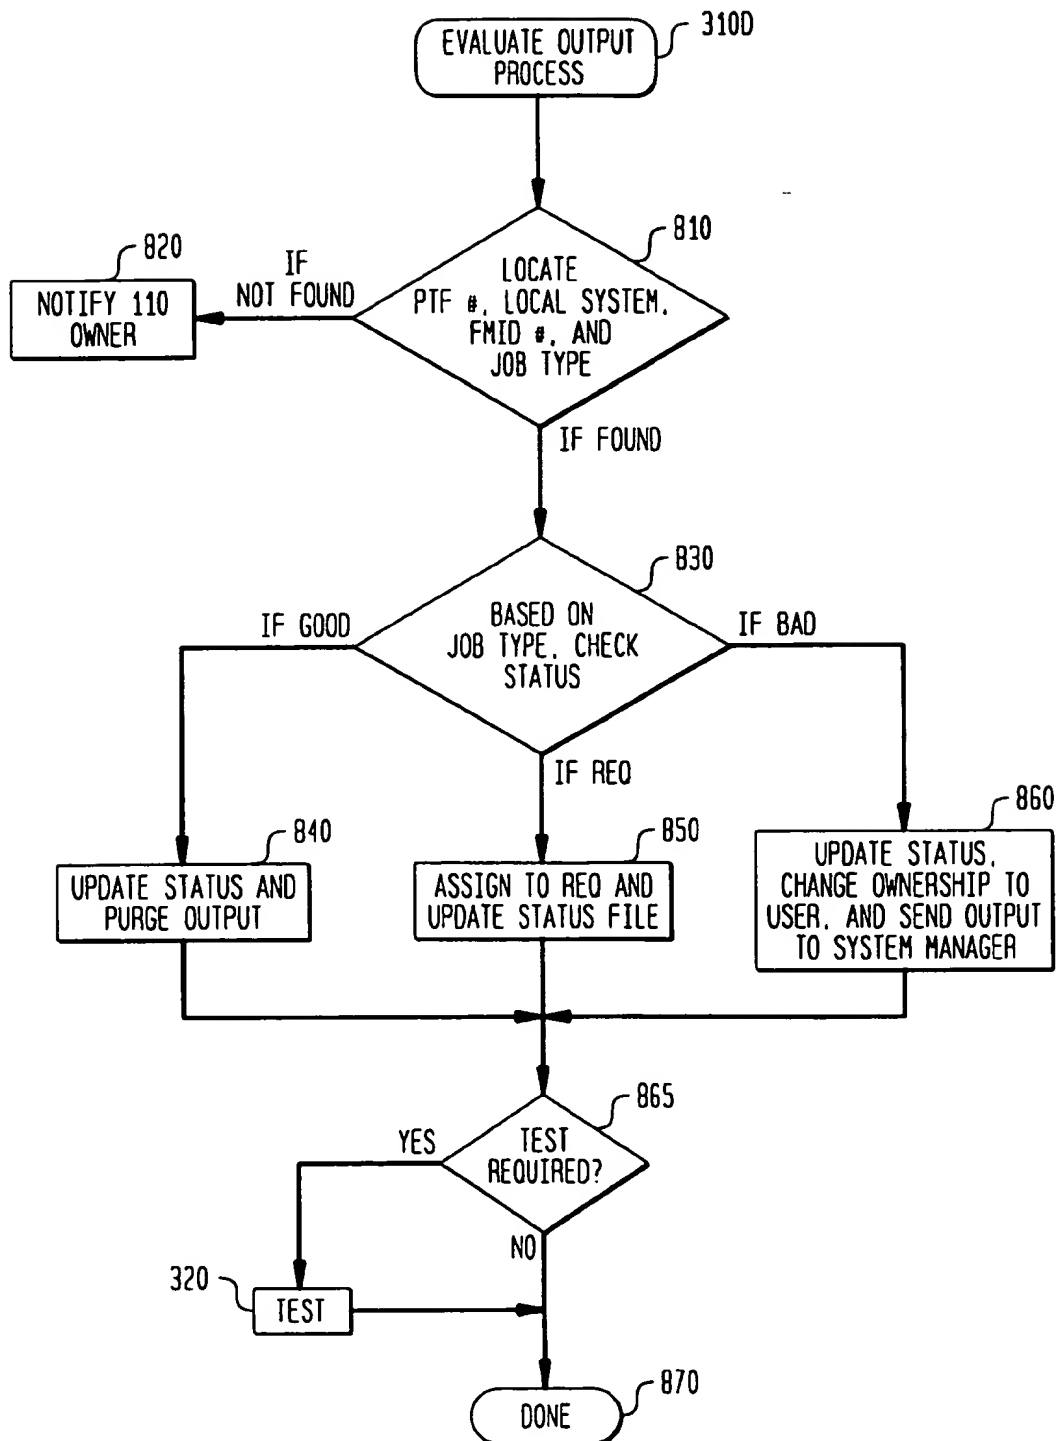 EVALUATE OUTPUT
PROCESS
310D
810
LOCATE
PTF #, LOCAL SYSTEM,
FMID #, AND
JOB TYPE
820
IF
NOT FOUND
NOTIFY 110
OWNER
IF FOUND
830
BASED ON
JOB TYPE, CHECK
STATUS
IF GOOD
IF BAD
IF REQ
840
UPDATE STATUS AND
PURGE OUTPUT
850
ASSIGN TO REQ AND
UPDATE STATUS FILE
860
UPDATE STATUS,
CHANGE OWNERSHIP TO
USER, AND SEND OUTPUT
TO SYSTEM MANAGER
865
TEST
REQUIRED?
YES
NO
320
TEST
870
DONE